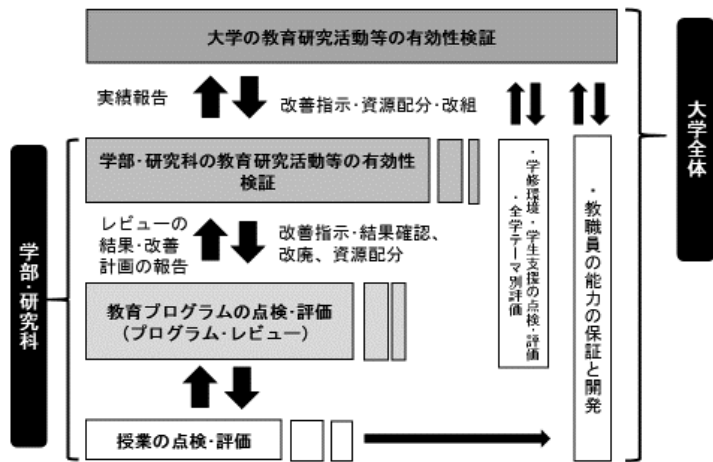 大学の教育研究活動等の有効性検証
実績報告
改善指示・資源配分・改組
大学全体
学部・研究科の教育研究活動等の有効性
検証
・学修環境・学生支援の点検・評価
・全学テーマ別評価
・教職員の能力の保証と開発
学部・研究科
レビューの
結果・改善
計画の報告
改善指示・結果確認、
改廃、資源配分
教育プログラムの点検・評価
（プログラム・レビュー）
授業の点検・評価